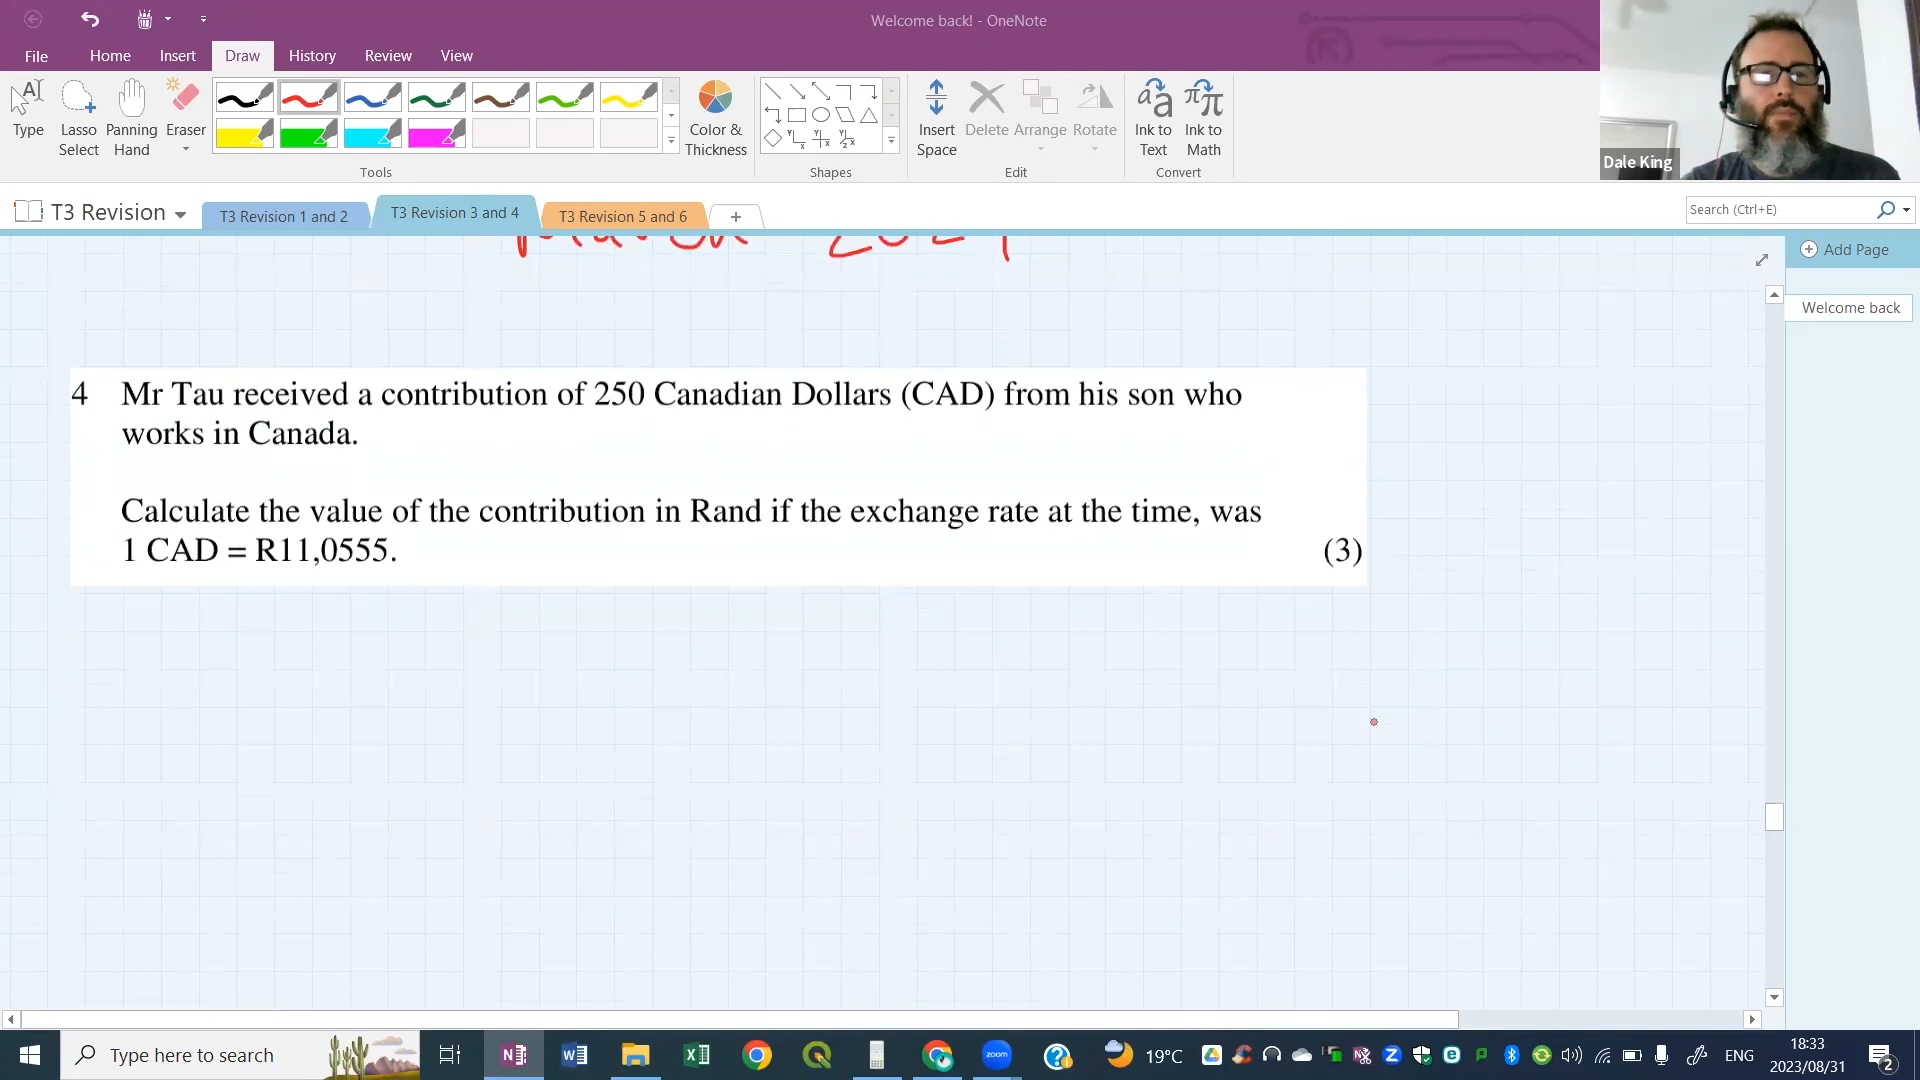 Welcome back! - OneNote
File Home Insert Draw History Review View
Type
Lasso Select
Panning Hand
Eraser
Color & Thickness
Insert Space
Delete
Arrange
Rotate
Ink to Text
Ink to Math
Tools Shapes Edit Convert
Dale King
T3 Revision
T3 Revision 1 and 2
T3 Revision 3 and 4
T3 Revision 5 and 6
Search (Ctrl+E)
Add Page
Welcome back
4 Mr Tau received a contribution of 250 Canadian Dollars (CAD) from his son who
works in Canada.
Calculate the value of the contribution in Rand if the exchange rate at the time, was
1 CAD = R11,0555. (3)
Type here to search
zoom
19°C
ENG
18:33
2023/08/31
2